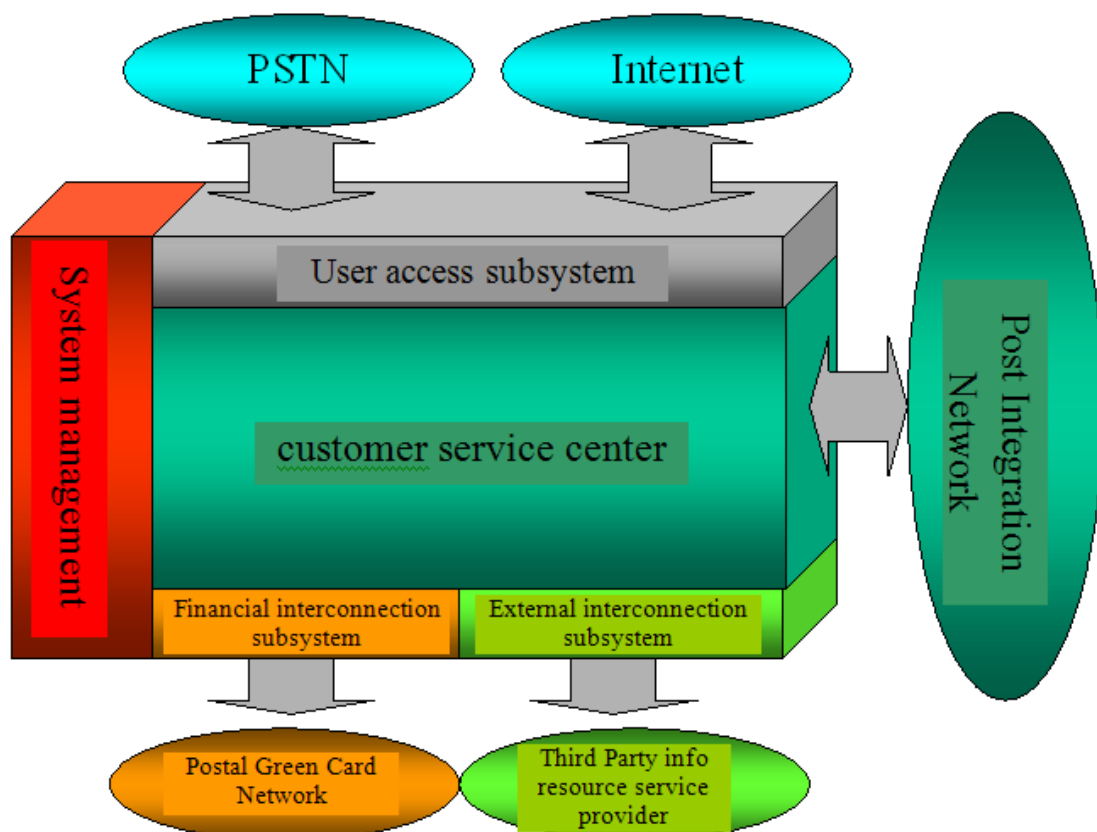 PSTN
Internet
User access subsystem
System management
customer service center
Post Integration
Network
Financial interconnection
subsystem
External interconnection
subsystem
Postal Green Card
Network
Third Party info
resource service
provider